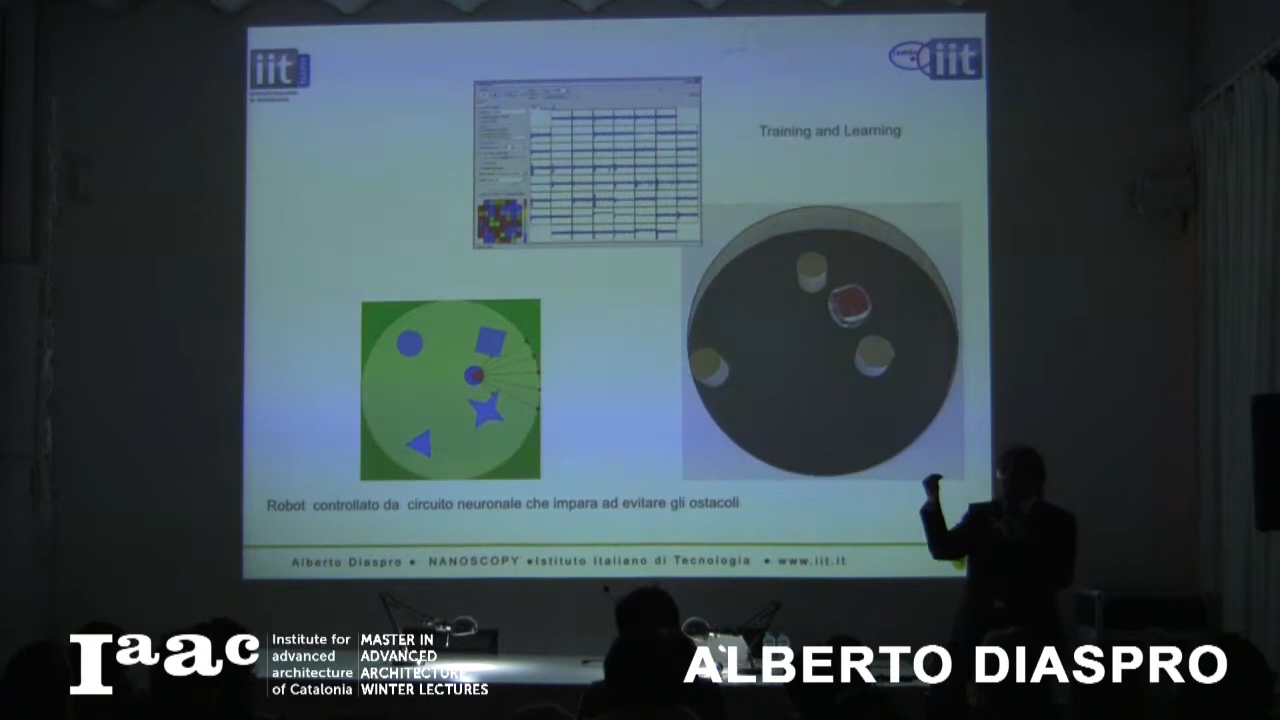 iit
iit
Training and Learning
Robot controllato da circuito neuronale che impara ad evitare gli ostacoli
Alberto Diaspro • NANOSCOPY •Istituto Italiano di Tecnologia • www.iit.it
Iaac
Institute for
advanced
architecture
of Catalonia
MASTER IN
ADVANCED
ARCHITECTURE
WINTER LECTURES
ALBERTO DIASPRO